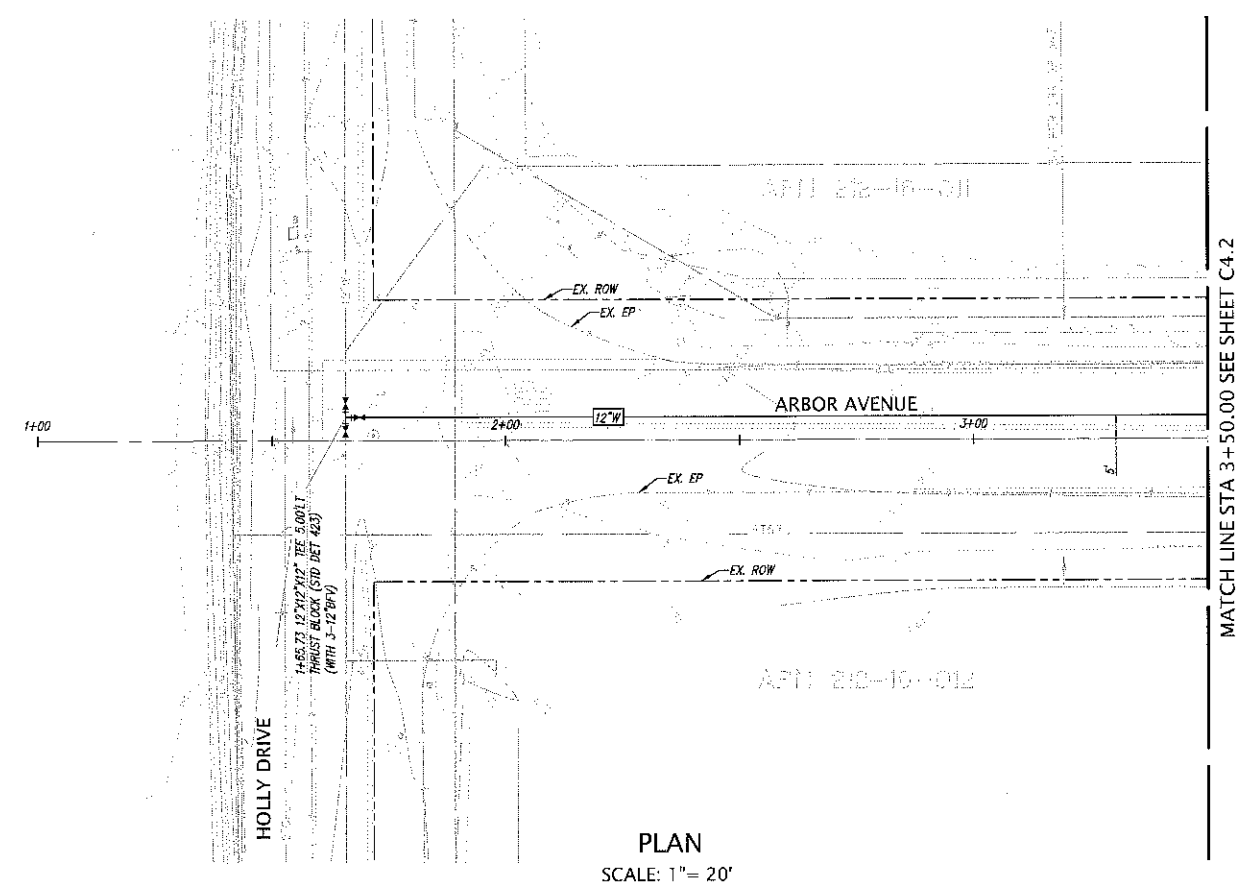 EX. ROW
EX. EP
ARBOR AVENUE
1+00
2+00
12"W
3+00
5'
EX. EP
1+65.73 12"X12"X12" TEE 5.00'LT
THRUST BLOCK (STD DET 423)
(WITH 3-12"BFV)
EX. ROW
HOLLY DRIVE
MATCH LINE STA 3+50.00 SEE SHEET C4.2
PLAN
SCALE: 1"= 20'